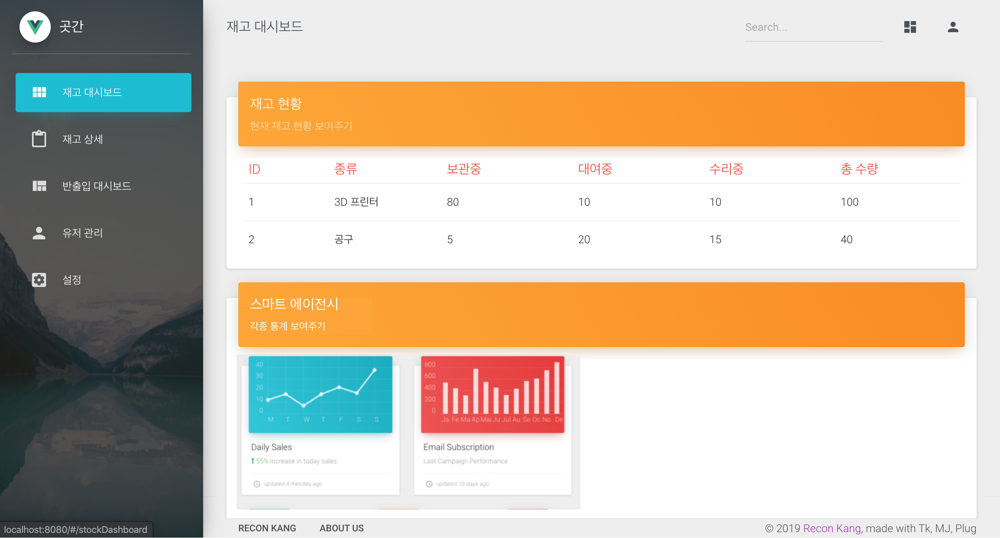 곳간
재고 대시보드
재고 상세
반출입 대시보드
유저 관리
설정
localhost:8080/#/stockDashboard
재고 대시보드
Search...
재고 현황
현재 재고 현황 보여주기
ID 종류 보관중 대여중 수리중 총 수량
1 3D 프린터 80 10 10 100
2 공구 5 20 15 40
스마트 에이전시
각종 통계 보여주기
40
30
20
10
0
M T W T F S S
Daily Sales
55% increase in today sales.
updated 4 minutes ago
800
600
400
200
0
Ja Fe Ma Ap Mai Ju Jul Au Se Oc No De
Email Subscription
Last Campaign Performance
updated 10 days ago
RECON KANG ABOUT US
© 2019 Recon Kang, made with Tk, MJ, Plug